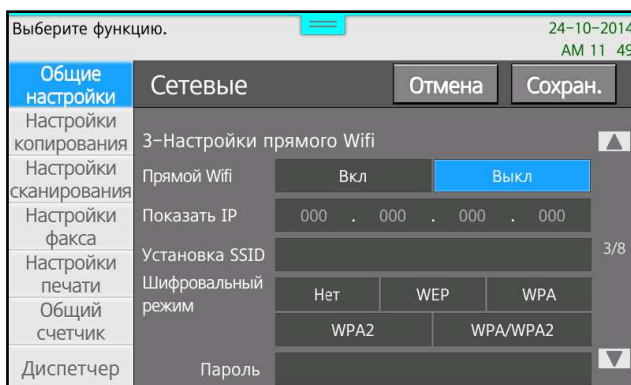 Выберите функцию.
24-10-2014
AM 11 49
Общие
настройки
Сетевые
Отмена
Сохран.
Настройки
копирования
Настройки
сканирования
Настройки
факса
Настройки
печати
Общий
счетчик
Диспетчер
3-Настройки прямого Wifi
Прямой Wifi
Вкл
Выкл
Показать IP
000 . 000 . 000 . 000
Установка SSID
3/8
Шифровальный
режим
Нет
WEP
WPA
WPA2
WPA/WPA2
Пароль